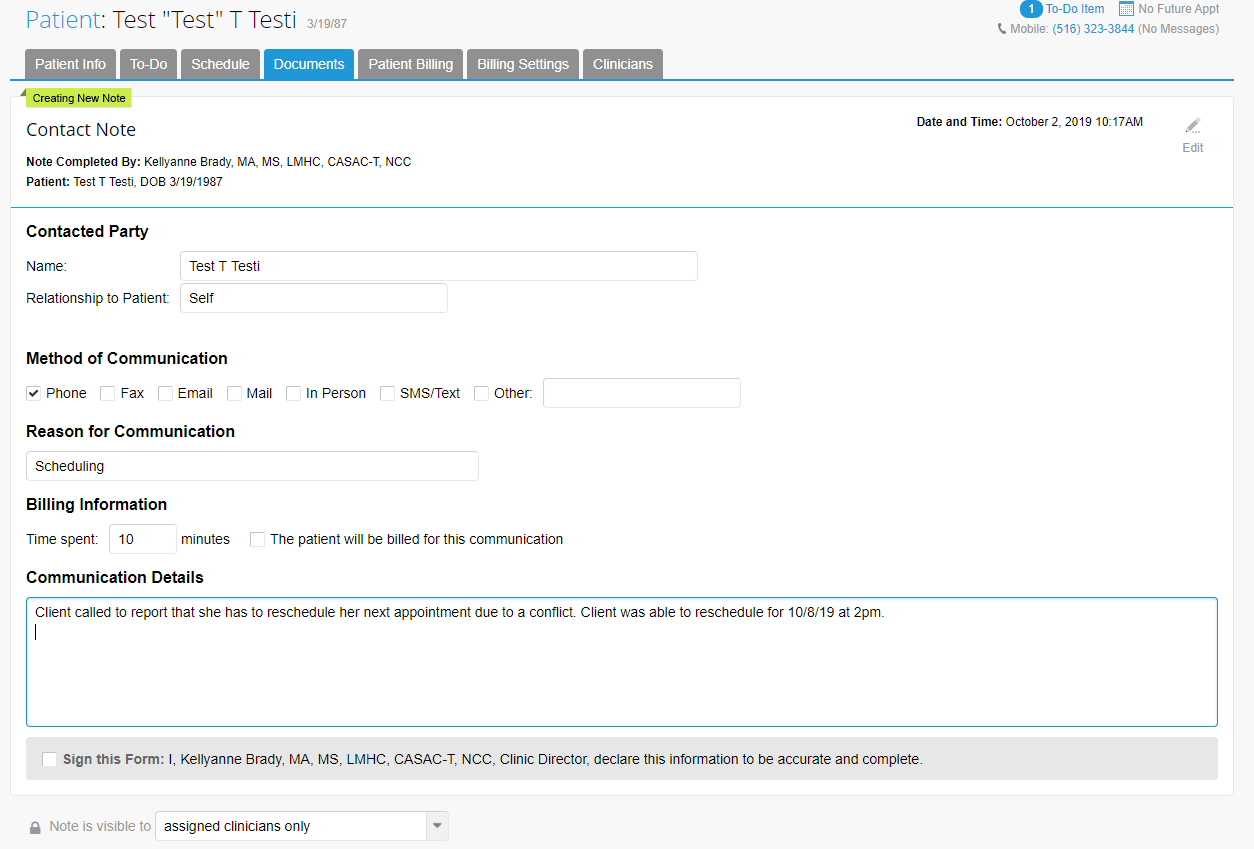 Patient: Test "Test" T Testi 3/19/87
1 To-Do Item No Future Appt
Mobile: (516) 323-3844 (No Messages)
Patient Info To-Do Schedule Documents Patient Billing Billing Settings Clinicians
Creating New Note
Contact Note
Date and Time: October 2, 2019 10:17AM
Edit
Note Completed By: Kellyanne Brady, MA, MS, LMHC, CASAC-T, NCC
Patient: Test T Testi, DOB 3/19/1987
Contacted Party
Name: Test T Testi
Relationship to Patient: Self
Method of Communication
Phone Fax Email Mail In Person SMS/Text Other:
Reason for Communication
Scheduling
Billing Information
Time spent: 10 minutes The patient will be billed for this communication
Communication Details
Client called to report that she has to reschedule her next appointment due to a conflict. Client was able to reschedule for 10/8/19 at 2pm.
Sign this Form: I, Kellyanne Brady, MA, MS, LMHC, CASAC-T, NCC, Clinic Director, declare this information to be accurate and complete.
Note is visible to assigned clinicians only